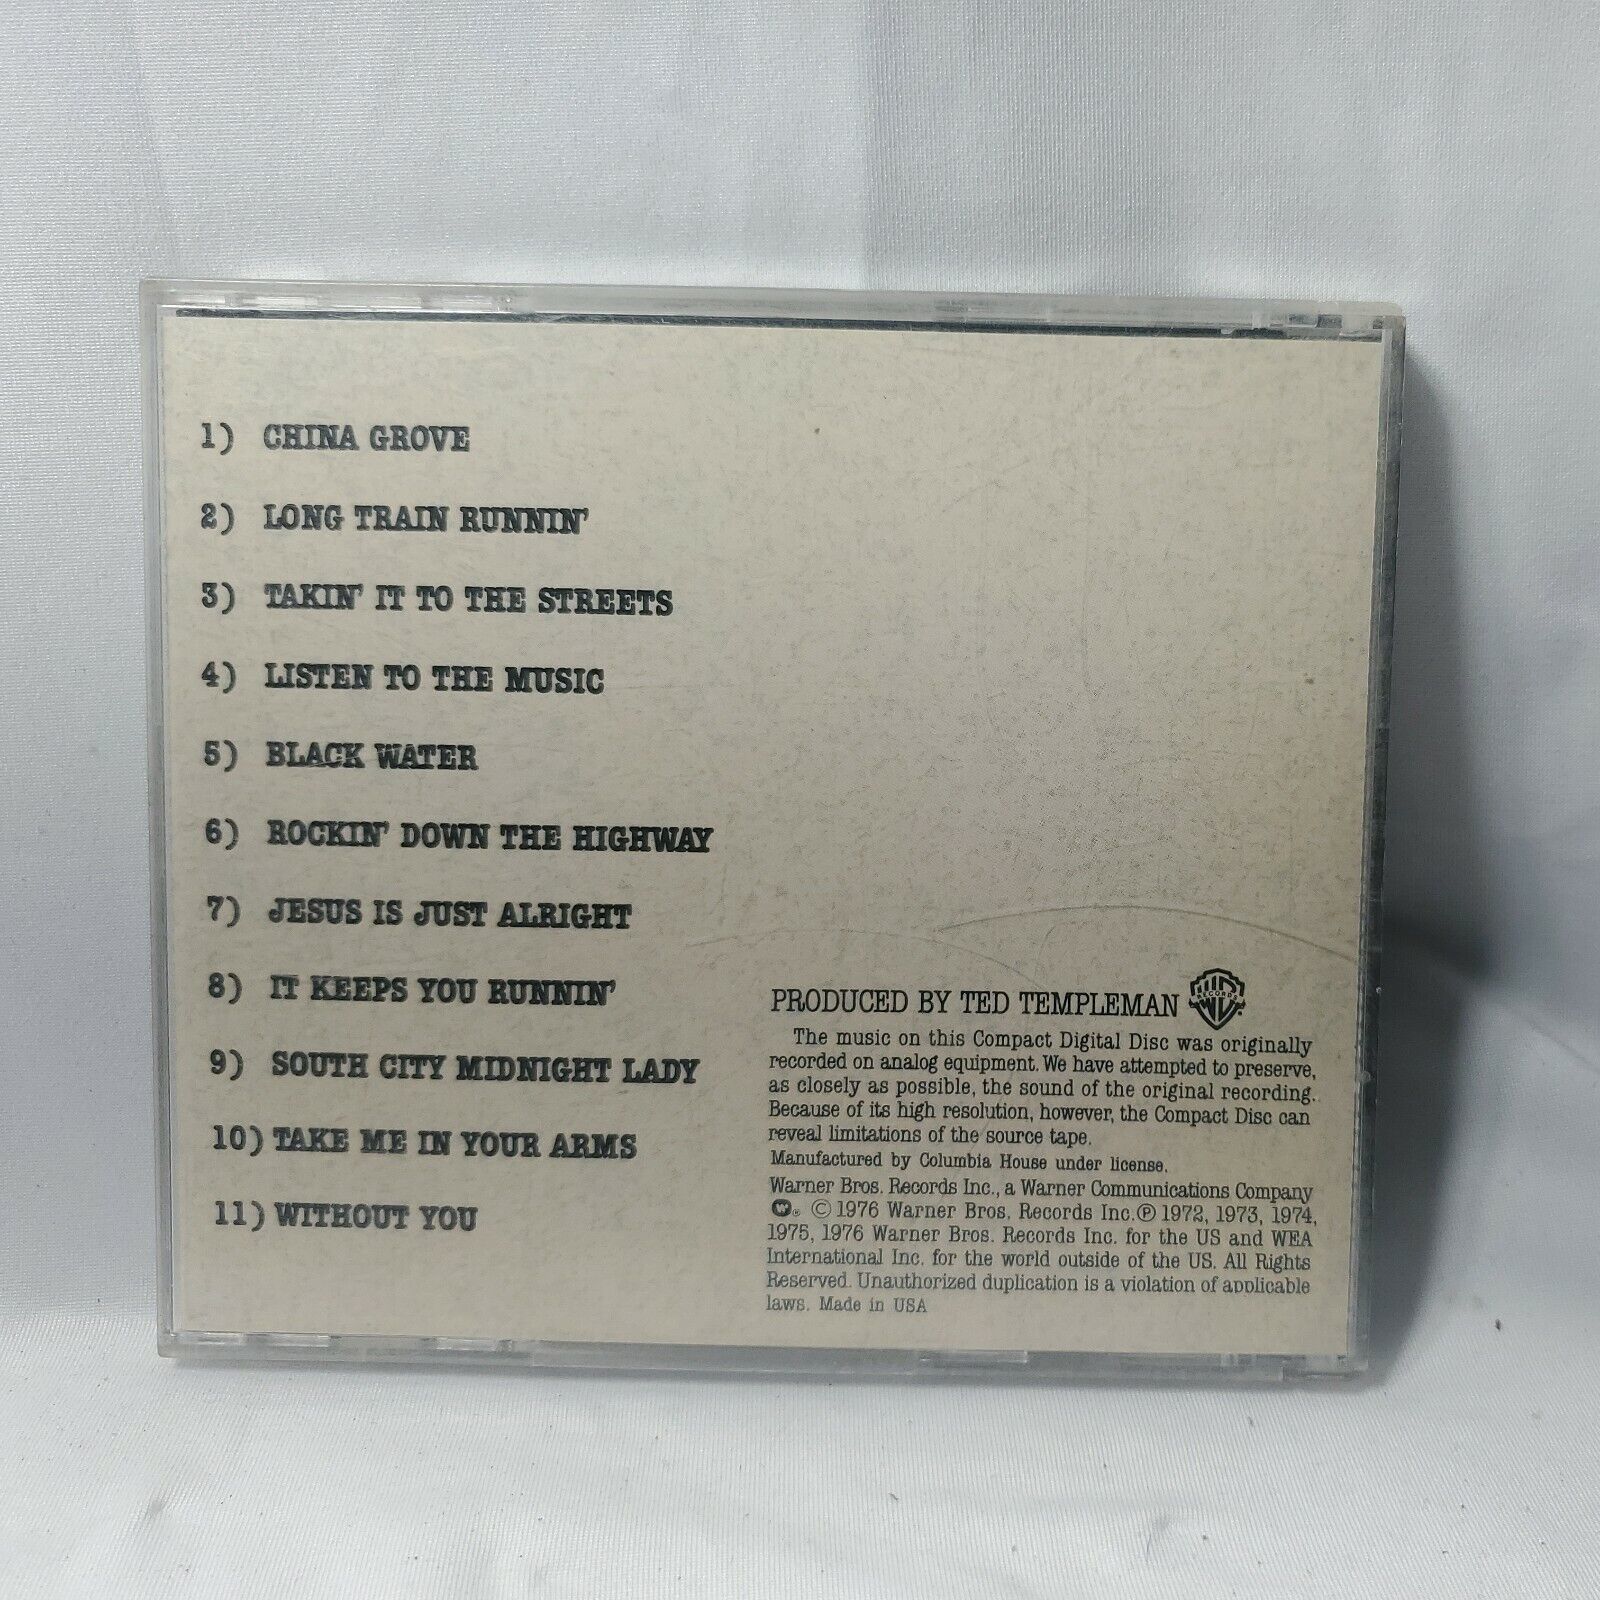 1) CHINA GROVE
2) LONG TRAIN RUNNIN'
3) TAKIN' IT TO THE STREETS
4) LISTEN TO THE MUSIC
5) BLACK WATER
6) ROCKIN' DOWN THE HIGHWAY
7) JESUS IS JUST ALRIGHT
8) IT KEEPS YOU RUNNIN'
9) SOUTH CITY MIDNIGHT LADY
10) TAKE ME IN YOUR ARMS
11) WITHOUT YOU
PRODUCED BY TED TEMPLEMAN
RECORDS
The music on this Compact Digital Disc was originally
recorded on analog equipment. We have attempted to preserve,
as closely as possible, the sound of the original recording.
Because of its high resolution, however, the Compact Disc can
reveal limitations of the source tape.
Manufactured by Columbia House under license.
Warner Bros. Records Inc., a Warner Communications Company
®. © 1976 Warner Bros. Records Inc. ℗ 1972, 1973, 1974,
1975, 1976 Warner Bros. Records Inc. for the US and WEA
International Inc. for the world outside of the US. All Rights
Reserved. Unauthorized duplication is a violation of applicable
laws. Made in USA